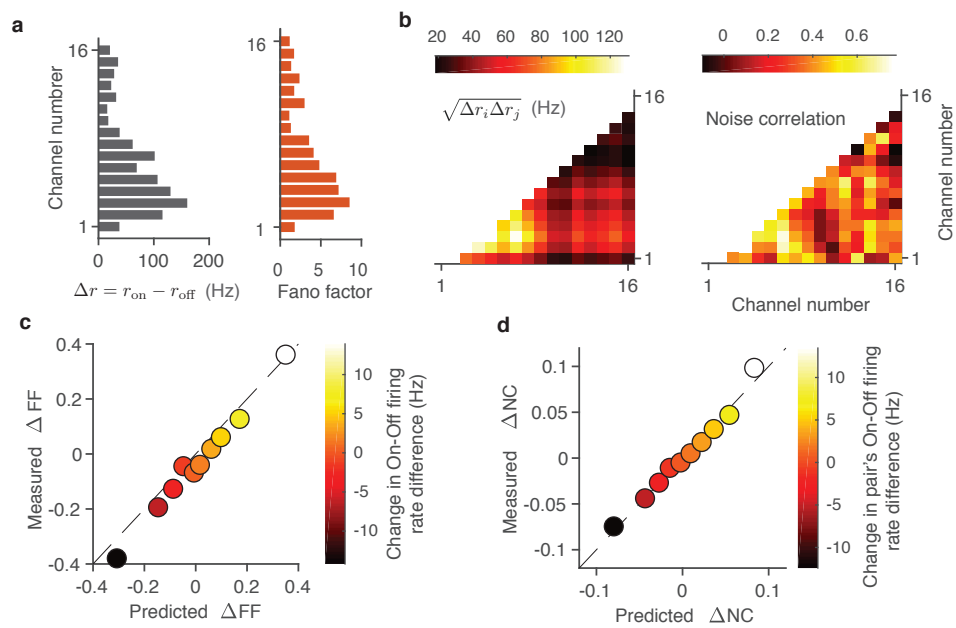 a
16
Channel number
1
0
100
200
Δr = r_on − r_off (Hz)
16
1
0
5
10
Fano factor
b
20
40
60
80
100
120
√Δr_iΔr_j (Hz)
16
1
1
16
0
0.2
0.4
0.6
Noise correlation
16
Channel number
1
1
16
Channel number
c
0.4
0.2
0
-0.2
-0.4
Measured ΔFF
-0.4
-0.2
0
0.2
0.4
Predicted ΔFF
10
5
0
-5
-10
Change in On-Off firing
rate difference (Hz)
d
0.1
0.05
0
-0.05
-0.1
Measured ΔNC
-0.1
0
0.1
Predicted ΔNC
10
5
0
-5
-10
Change in pair's On-Off firing
rate difference (Hz)